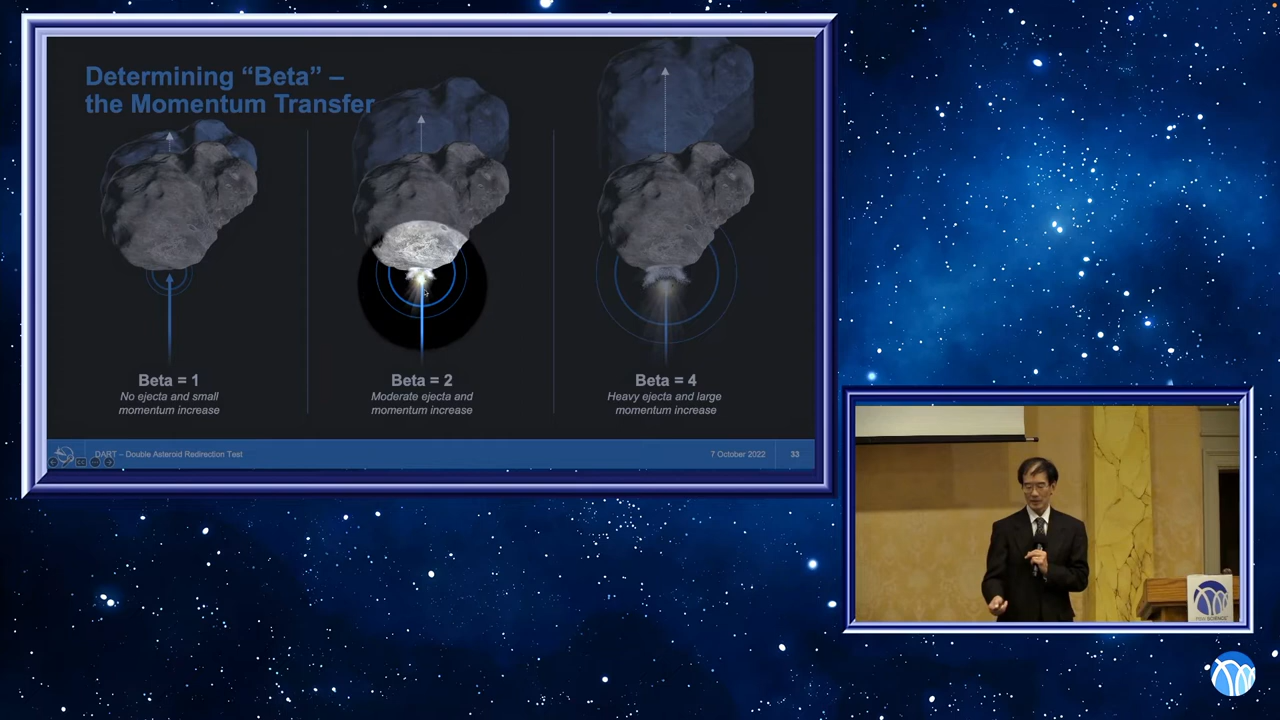 Determining “Beta” –
the Momentum Transfer
Beta = 1
No ejecta and small
momentum increase
Beta = 2
Moderate ejecta and
momentum increase
Beta = 4
Heavy ejecta and large
momentum increase
DART – Double Asteroid Redirection Test
7 October 2022
33